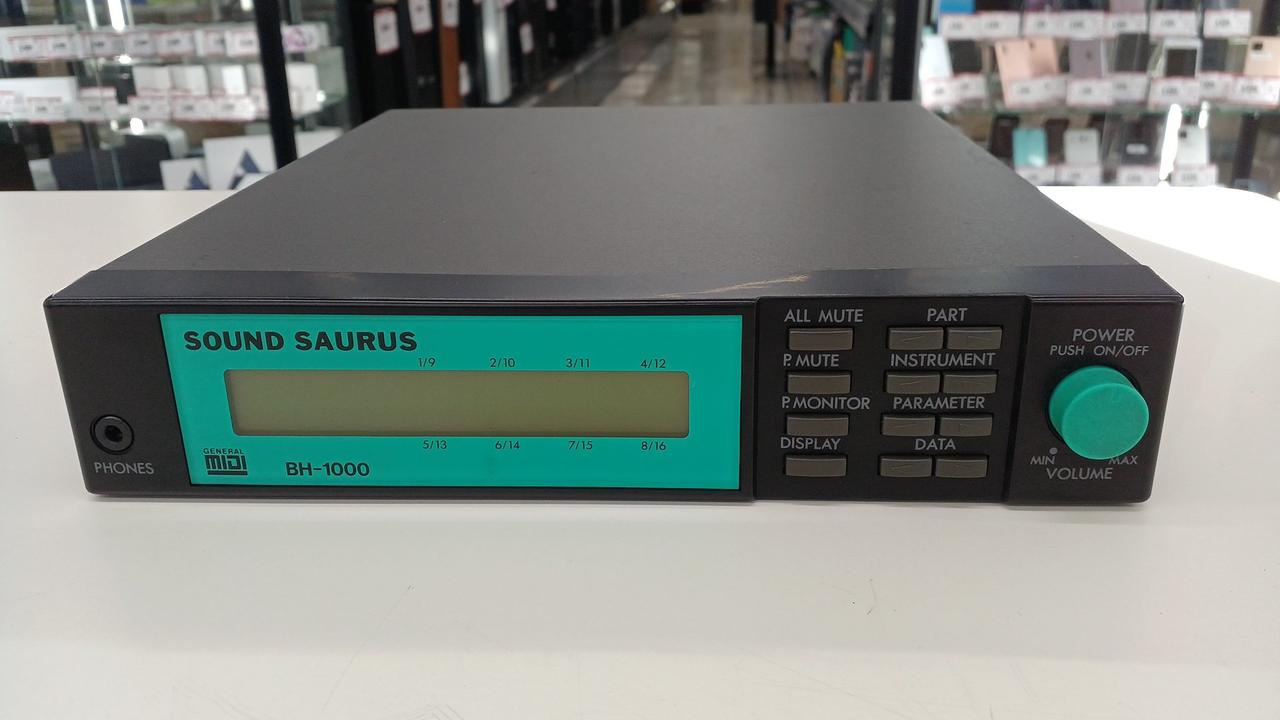 SOUND SAURUS
1/9 2/10 3/11 4/12
5/13 6/14 7/15 8/16
GENERAL
MIDI
BH-1000
PHONES
ALL MUTE
P.MUTE
P.MONITOR
DISPLAY
PART
INSTRUMENT
PARAMETER
DATA
POWER
PUSH ON/OFF
MIN MAX
VOLUME